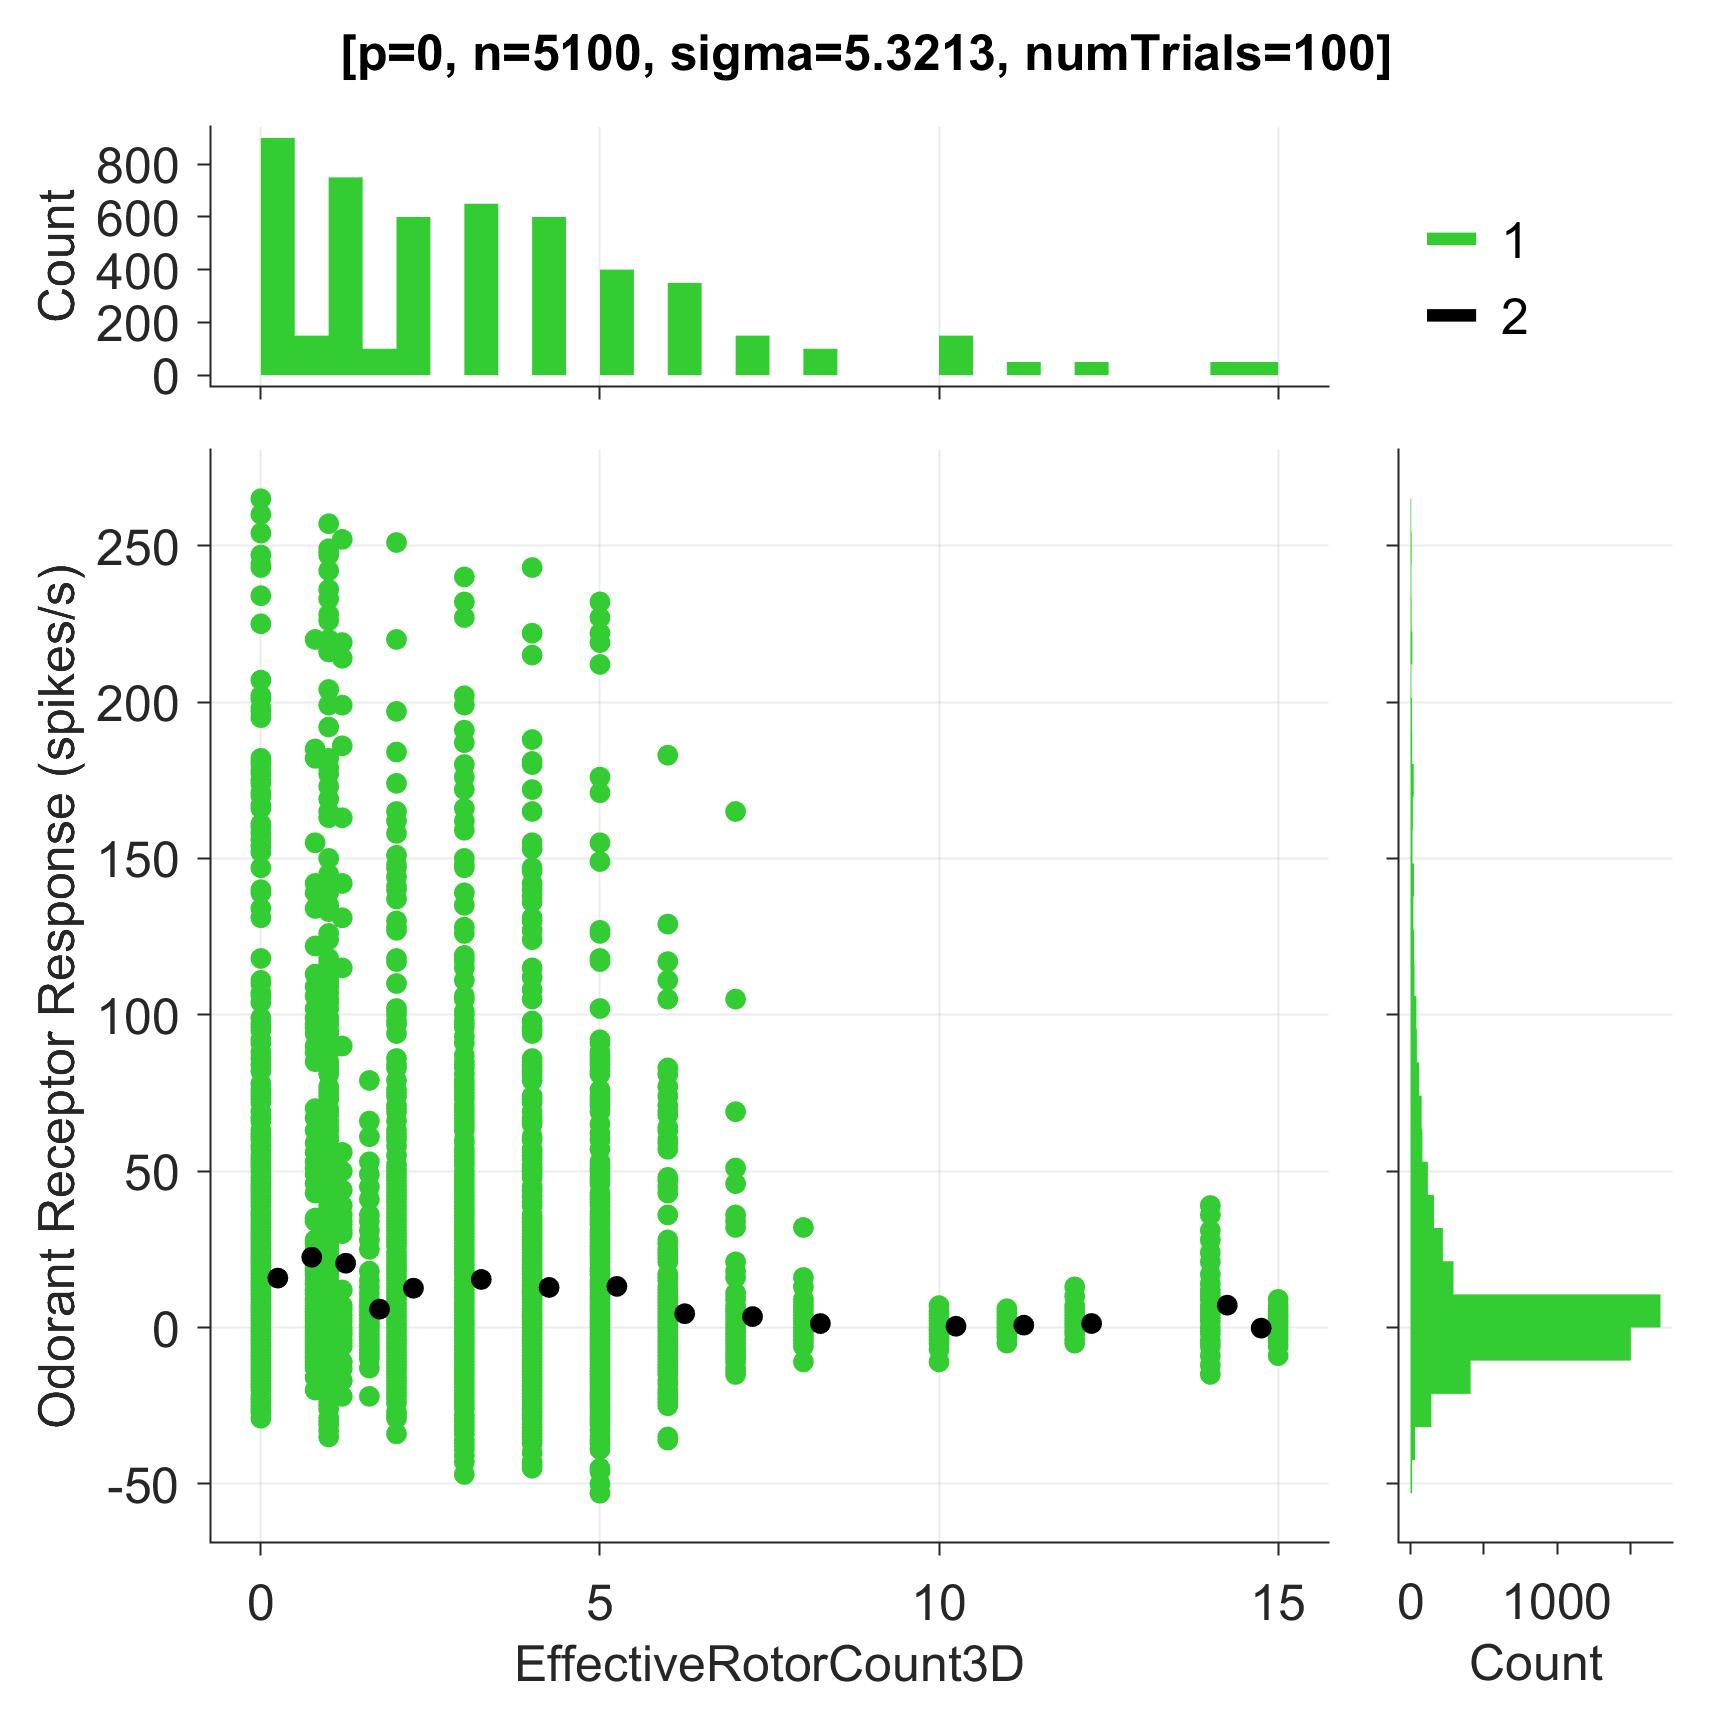 [p=0, n=5100, sigma=5.3213, numTrials=100]
Count
800
600
400
200
0
1
2
Odorant Receptor Response (spikes/s)
250
200
150
100
50
0
-50
0 5 10 15
EffectiveRotorCount3D
0 1000
Count